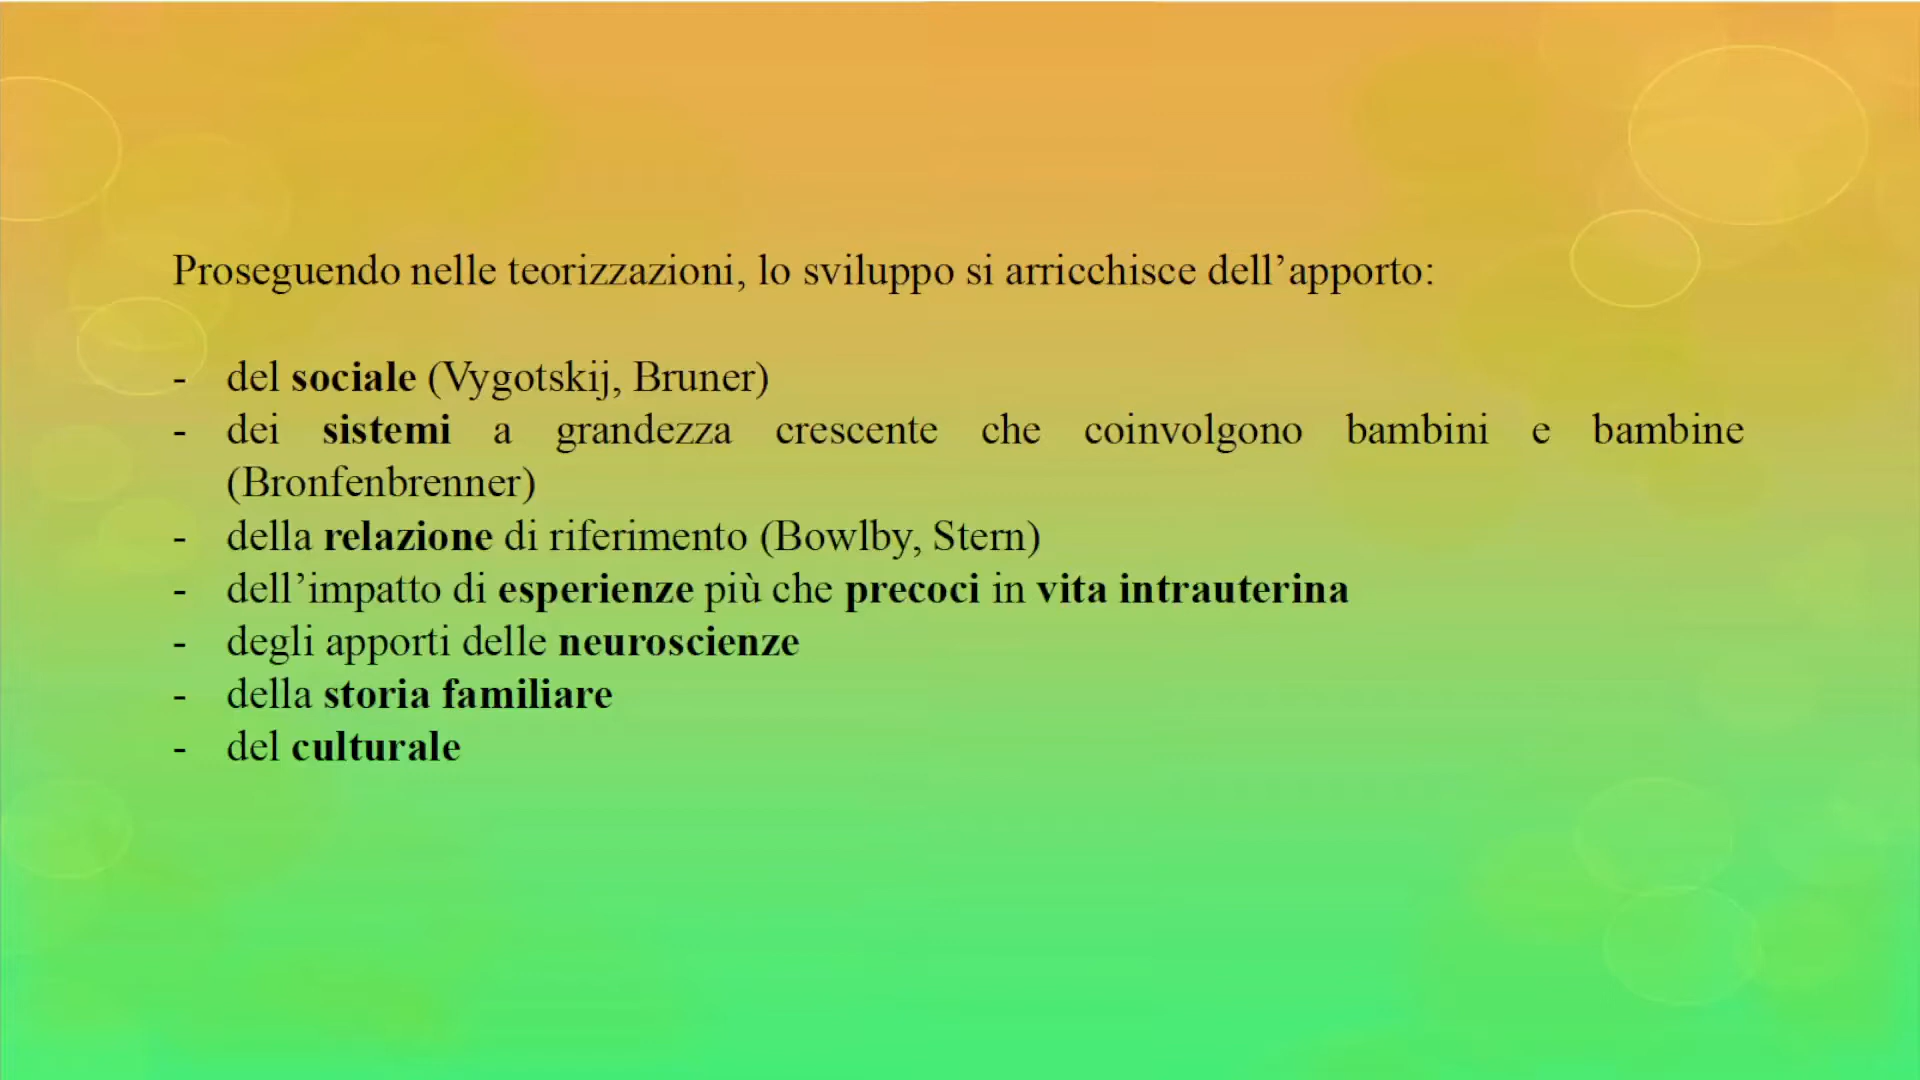 Proseguendo nelle teorizzazioni, lo sviluppo si arricchisce dell’apporto:
- del sociale (Vygotskij, Bruner)
- dei sistemi a grandezza crescente che coinvolgono bambini e bambine
(Bronfenbrenner)
- della relazione di riferimento (Bowlby, Stern)
- dell’impatto di esperienze più che precoci in vita intrauterina
- degli apporti delle neuroscienze
- della storia familiare
- del culturale